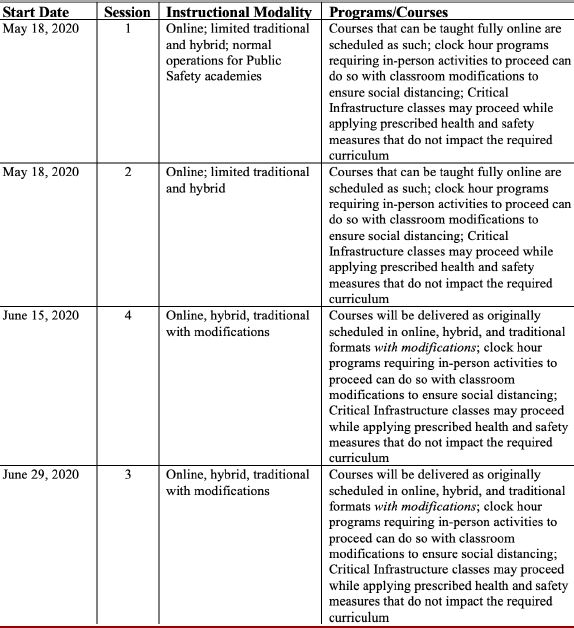 Start Date Session Instructional Modality Programs/Courses
May 18, 2020 1 Online; limited traditional Courses that can be taught fully online are
and hybrid; normal scheduled as such; clock hour programs
operations for Public requiring in-person activities to proceed can
Safety academies do so with classroom modifications to
ensure social distancing; Critical
Infrastructure classes may proceed while
applying prescribed health and safety
measures that do not impact the required
curriculum
May 18, 2020 2 Online; limited traditional Courses that can be taught fully online are
and hybrid scheduled as such; clock hour programs
requiring in-person activities to proceed can
do so with classroom modifications to
ensure social distancing; Critical
Infrastructure classes may proceed while
applying prescribed health and safety
measures that do not impact the required
curriculum
June 15, 2020 4 Online, hybrid, traditional Courses will be delivered as originally
with modifications scheduled in online, hybrid, and traditional
formats with modifications; clock hour
programs requiring in-person activities to
proceed can do so with classroom
modifications to ensure social distancing;
Critical Infrastructure classes may proceed
while applying prescribed health and safety
measures that do not impact the required
curriculum
June 29, 2020 3 Online, hybrid, traditional Courses will be delivered as originally
with modifications scheduled in online, hybrid, and traditional
formats with modifications; clock hour
programs requiring in-person activities to
proceed can do so with classroom
modifications to ensure social distancing;
Critical Infrastructure classes may proceed
while applying prescribed health and safety
measures that do not impact the required
curriculum